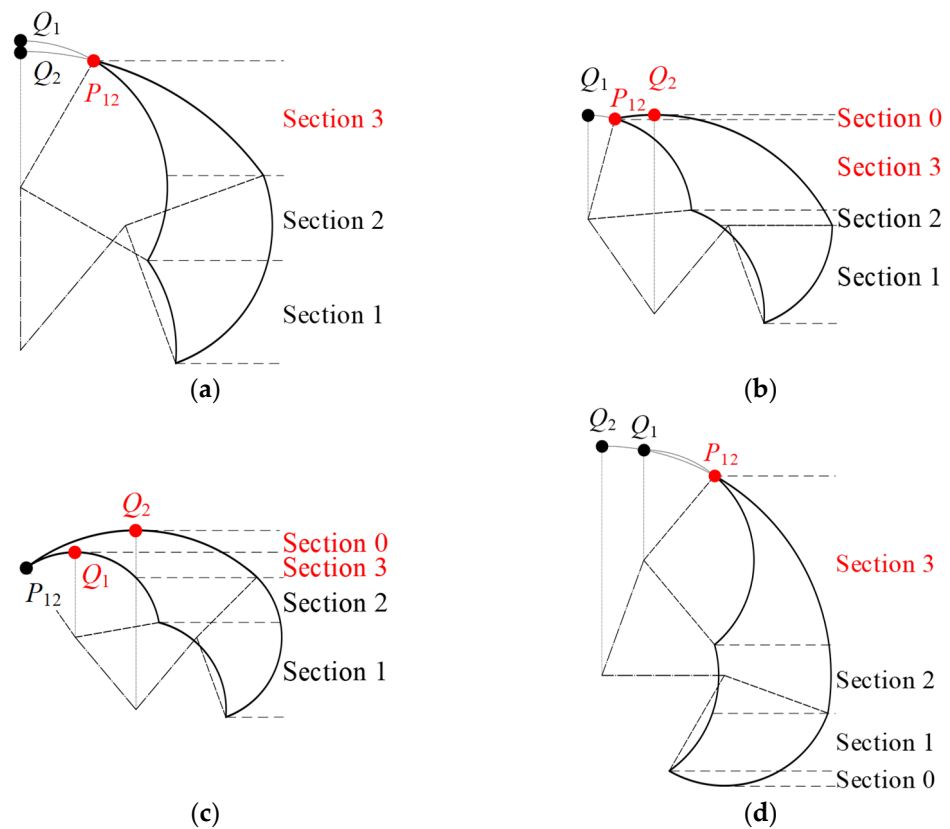 Q1
Q2
P12
Section 3
Section 2
Section 1
(a)
Q1
P12
Q2
Section 0
Section 3
Section 2
Section 1
(b)
Q2
Q1
P12
Section 0
Section 3
Section 2
Section 1
(c)
Q2
Q1
P12
Section 3
Section 2
Section 1
Section 0
(d)